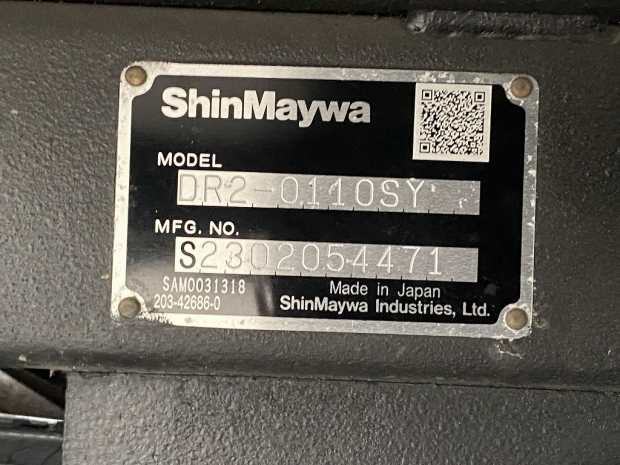 ShinMaywa
MODEL
DR2-0110SY
MFG. NO.
S2302054471
SAM0031318
Made in Japan
203-42686-0
ShinMaywa Industries, Ltd.